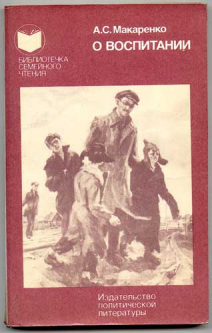 А.С. Макаренко
О ВОСПИТАНИИ
БИБЛИОТЕЧКА
СЕМЕЙНОГО
ЧТЕНИЯ
Издательство
политической
литературы